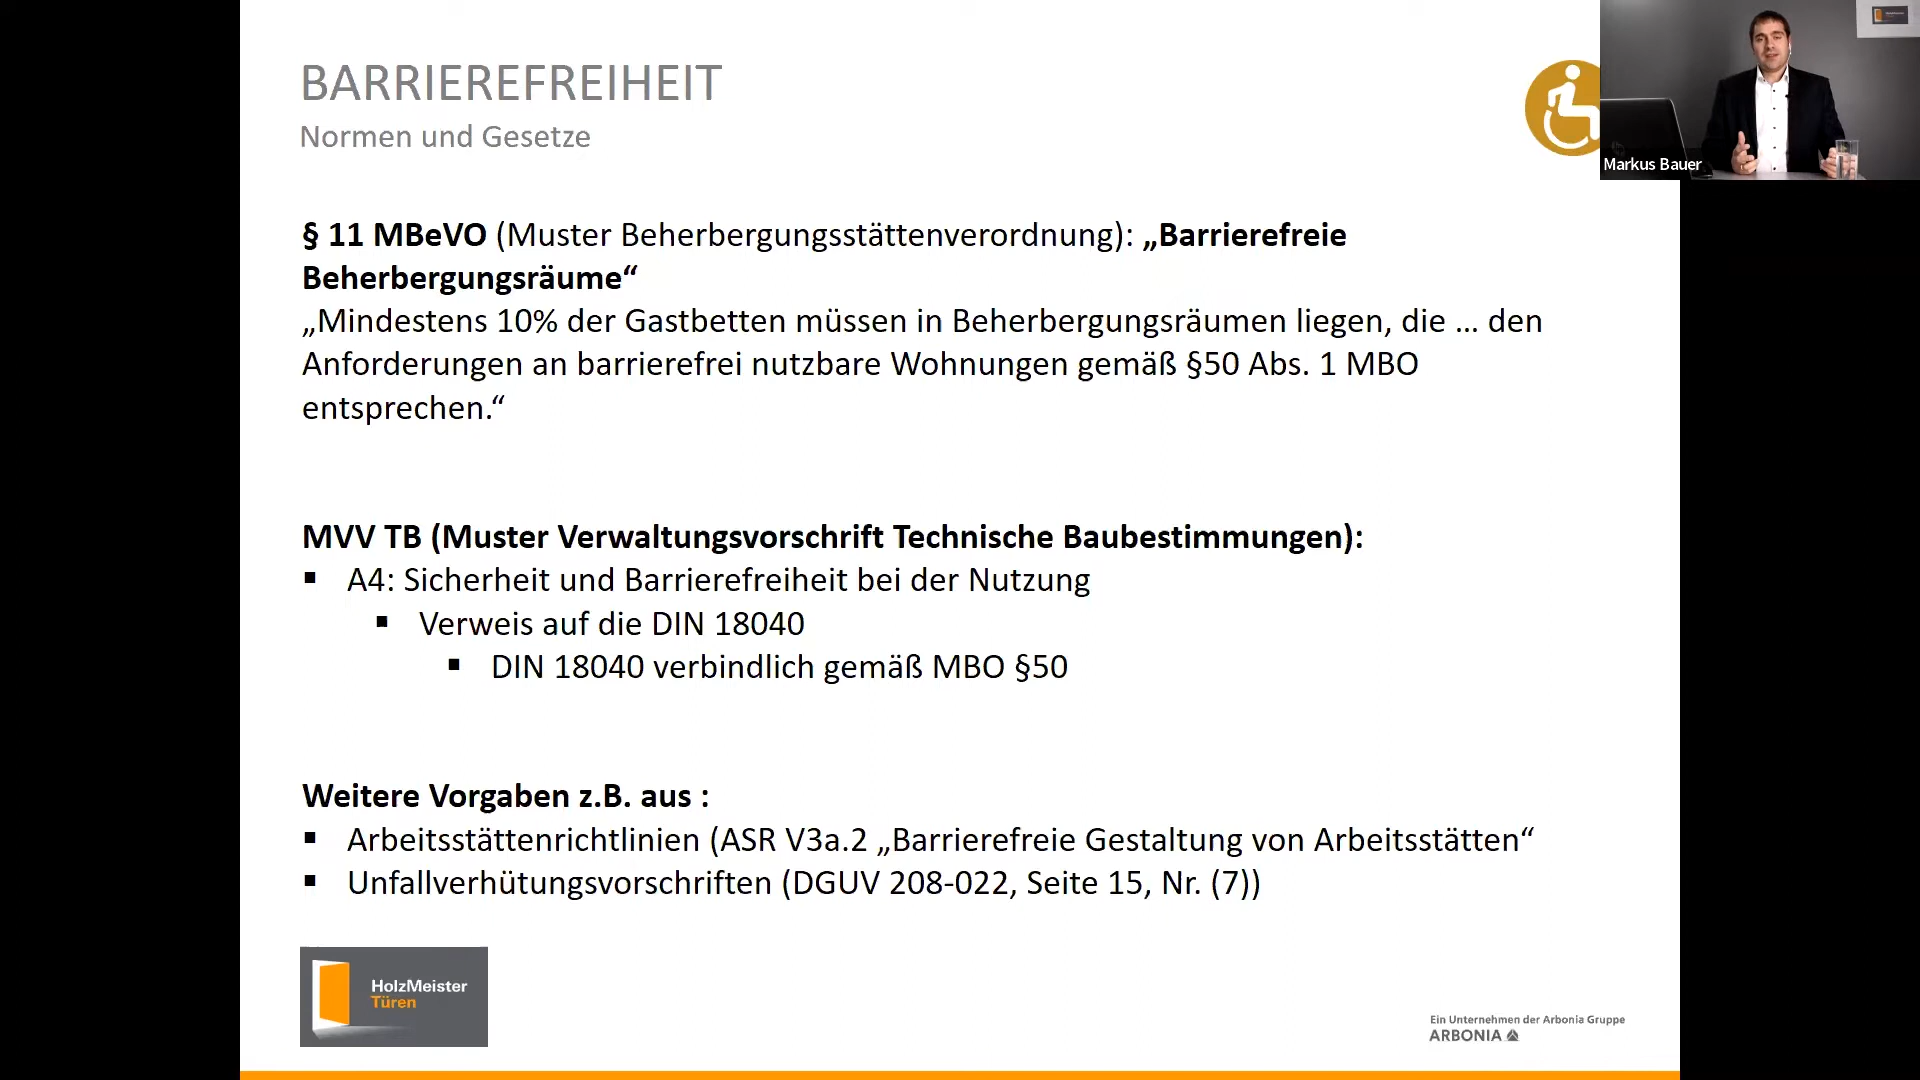 BARRIEREFREIHEIT
Normen und Gesetze
Markus Bauer
§ 11 MBeVO (Muster Beherbergungsstättenverordnung): „Barrierefreie
Beherbergungsräume“
„Mindestens 10% der Gastbetten müssen in Beherbergungsräumen liegen, die … den
Anforderungen an barrierefrei nutzbare Wohnungen gemäß §50 Abs. 1 MBO
entsprechen.“
MVV TB (Muster Verwaltungsvorschrift Technische Baubestimmungen):
▪ A4: Sicherheit und Barrierefreiheit bei der Nutzung
▪ Verweis auf die DIN 18040
▪ DIN 18040 verbindlich gemäß MBO §50
Weitere Vorgaben z.B. aus :
▪ Arbeitsstättenrichtlinien (ASR V3a.2 „Barrierefreie Gestaltung von Arbeitsstätten“
▪ Unfallverhütungsvorschriften (DGUV 208-022, Seite 15, Nr. (7))
HolzMeister
Türen
Ein Unternehmen der Arbonia Gruppe
ARBONIA